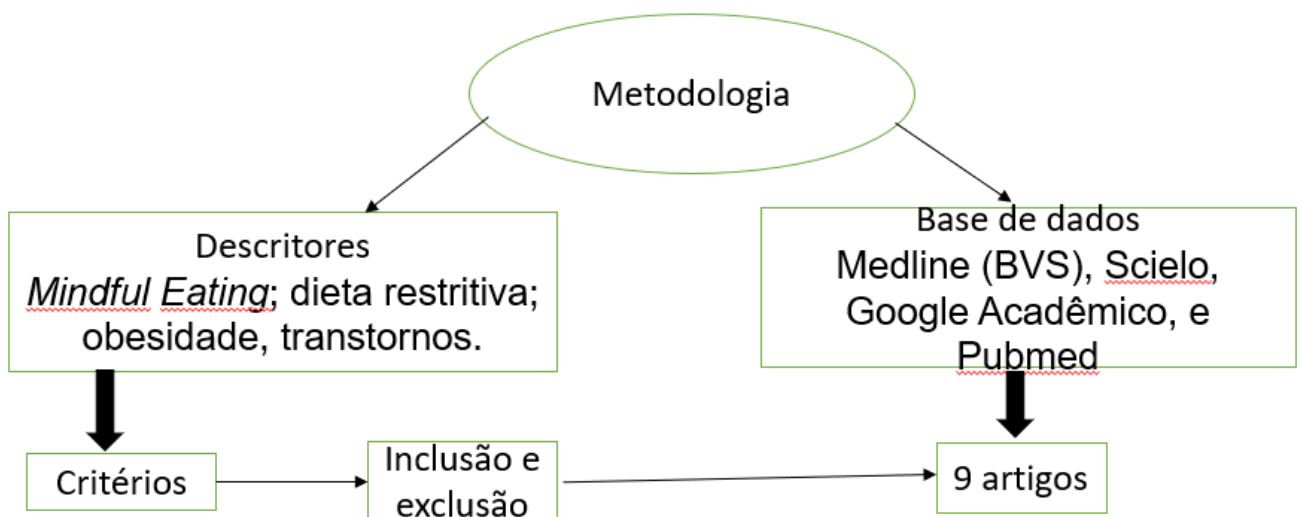 Metodologia
Descritores
Mindful Eating; dieta restritiva;
obesidade, transtornos.
Base de dados
Medline (BVS), Scielo,
Google Acadêmico, e
Pubmed
Critérios
Inclusão e
exclusão
9 artigos